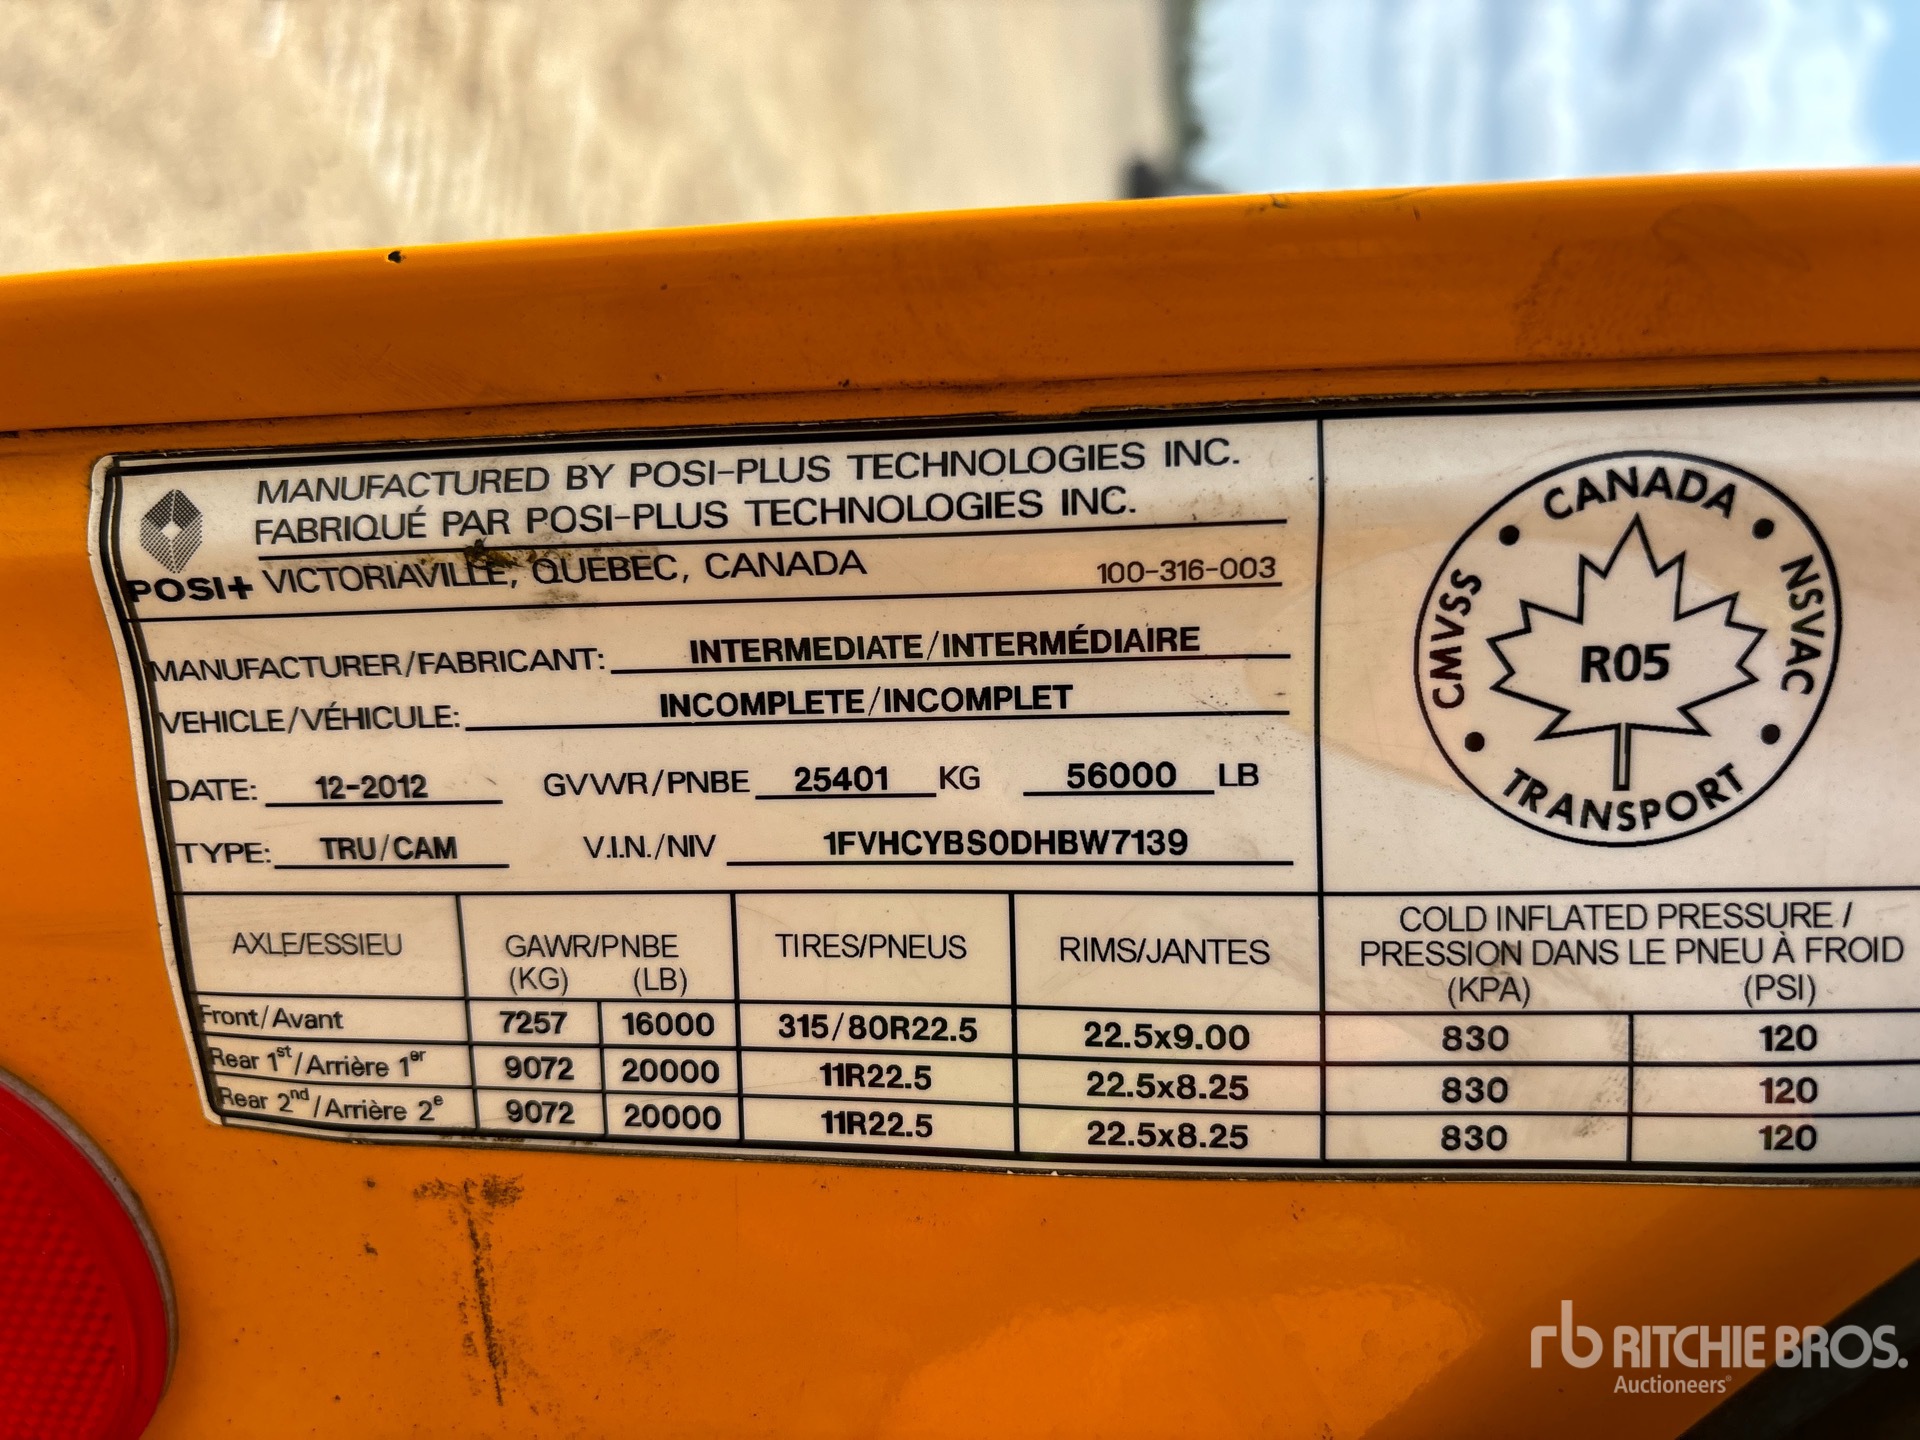 MANUFACTURED BY POSI-PLUS TECHNOLOGIES INC.
FABRIQUÉ PAR POSI-PLUS TECHNOLOGIES INC.
POSI+ VICTORIAVILLE, QUEBEC, CANADA 100-316-003
MANUFACTURER/FABRICANT: INTERMEDIATE/INTERMÉDIAIRE
VEHICLE/VÉHICULE: INCOMPLETE/INCOMPLET
DATE: 12-2012 GVWR/PNBE 25401 KG 56000 LB
TYPE: TRU/CAM V.I.N./NIV 1FVHCYBS0DHBW7139
CANADA
NSVAC
TRANSPORT
CMVSS
R05
AXLE/ESSIEU GAWR/PNBE TIRES/PNEUS RIMS/JANTES COLD INFLATED PRESSURE /
PRESSION DANS LE PNEU À FROID
(KG) (LB) (KPA) (PSI)
Front/Avant 7257 16000 315/80R22.5 22.5x9.00 830 120
Rear 1st/Arrière 1er 9072 20000 11R22.5 22.5x8.25 830 120
Rear 2nd/Arrière 2e 9072 20000 11R22.5 22.5x8.25 830 120
rb RITCHIE BROS.
Auctioneers®